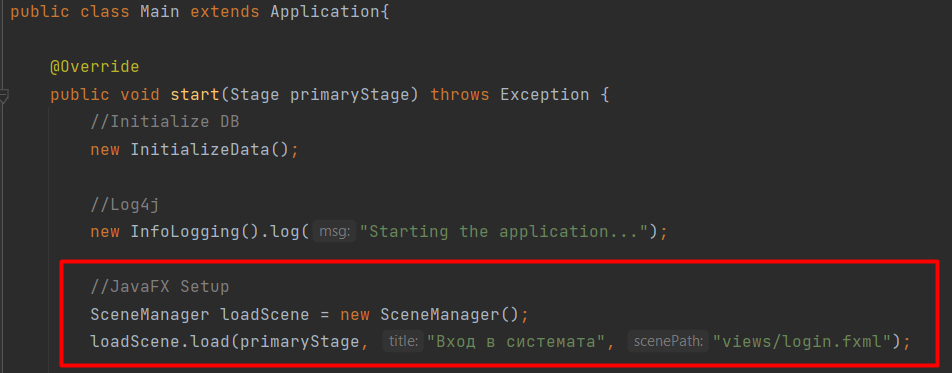 public class Main extends Application{
@Override
public void start(Stage primaryStage) throws Exception {
//Initialize DB
new InitializeData();
//Log4j
new InfoLogging().log( msg: "Starting the application...");
//JavaFX Setup
SceneManager loadScene = new SceneManager();
loadScene.load(primaryStage, title: "Вход в системата", scenePath: "views/login.fxml");